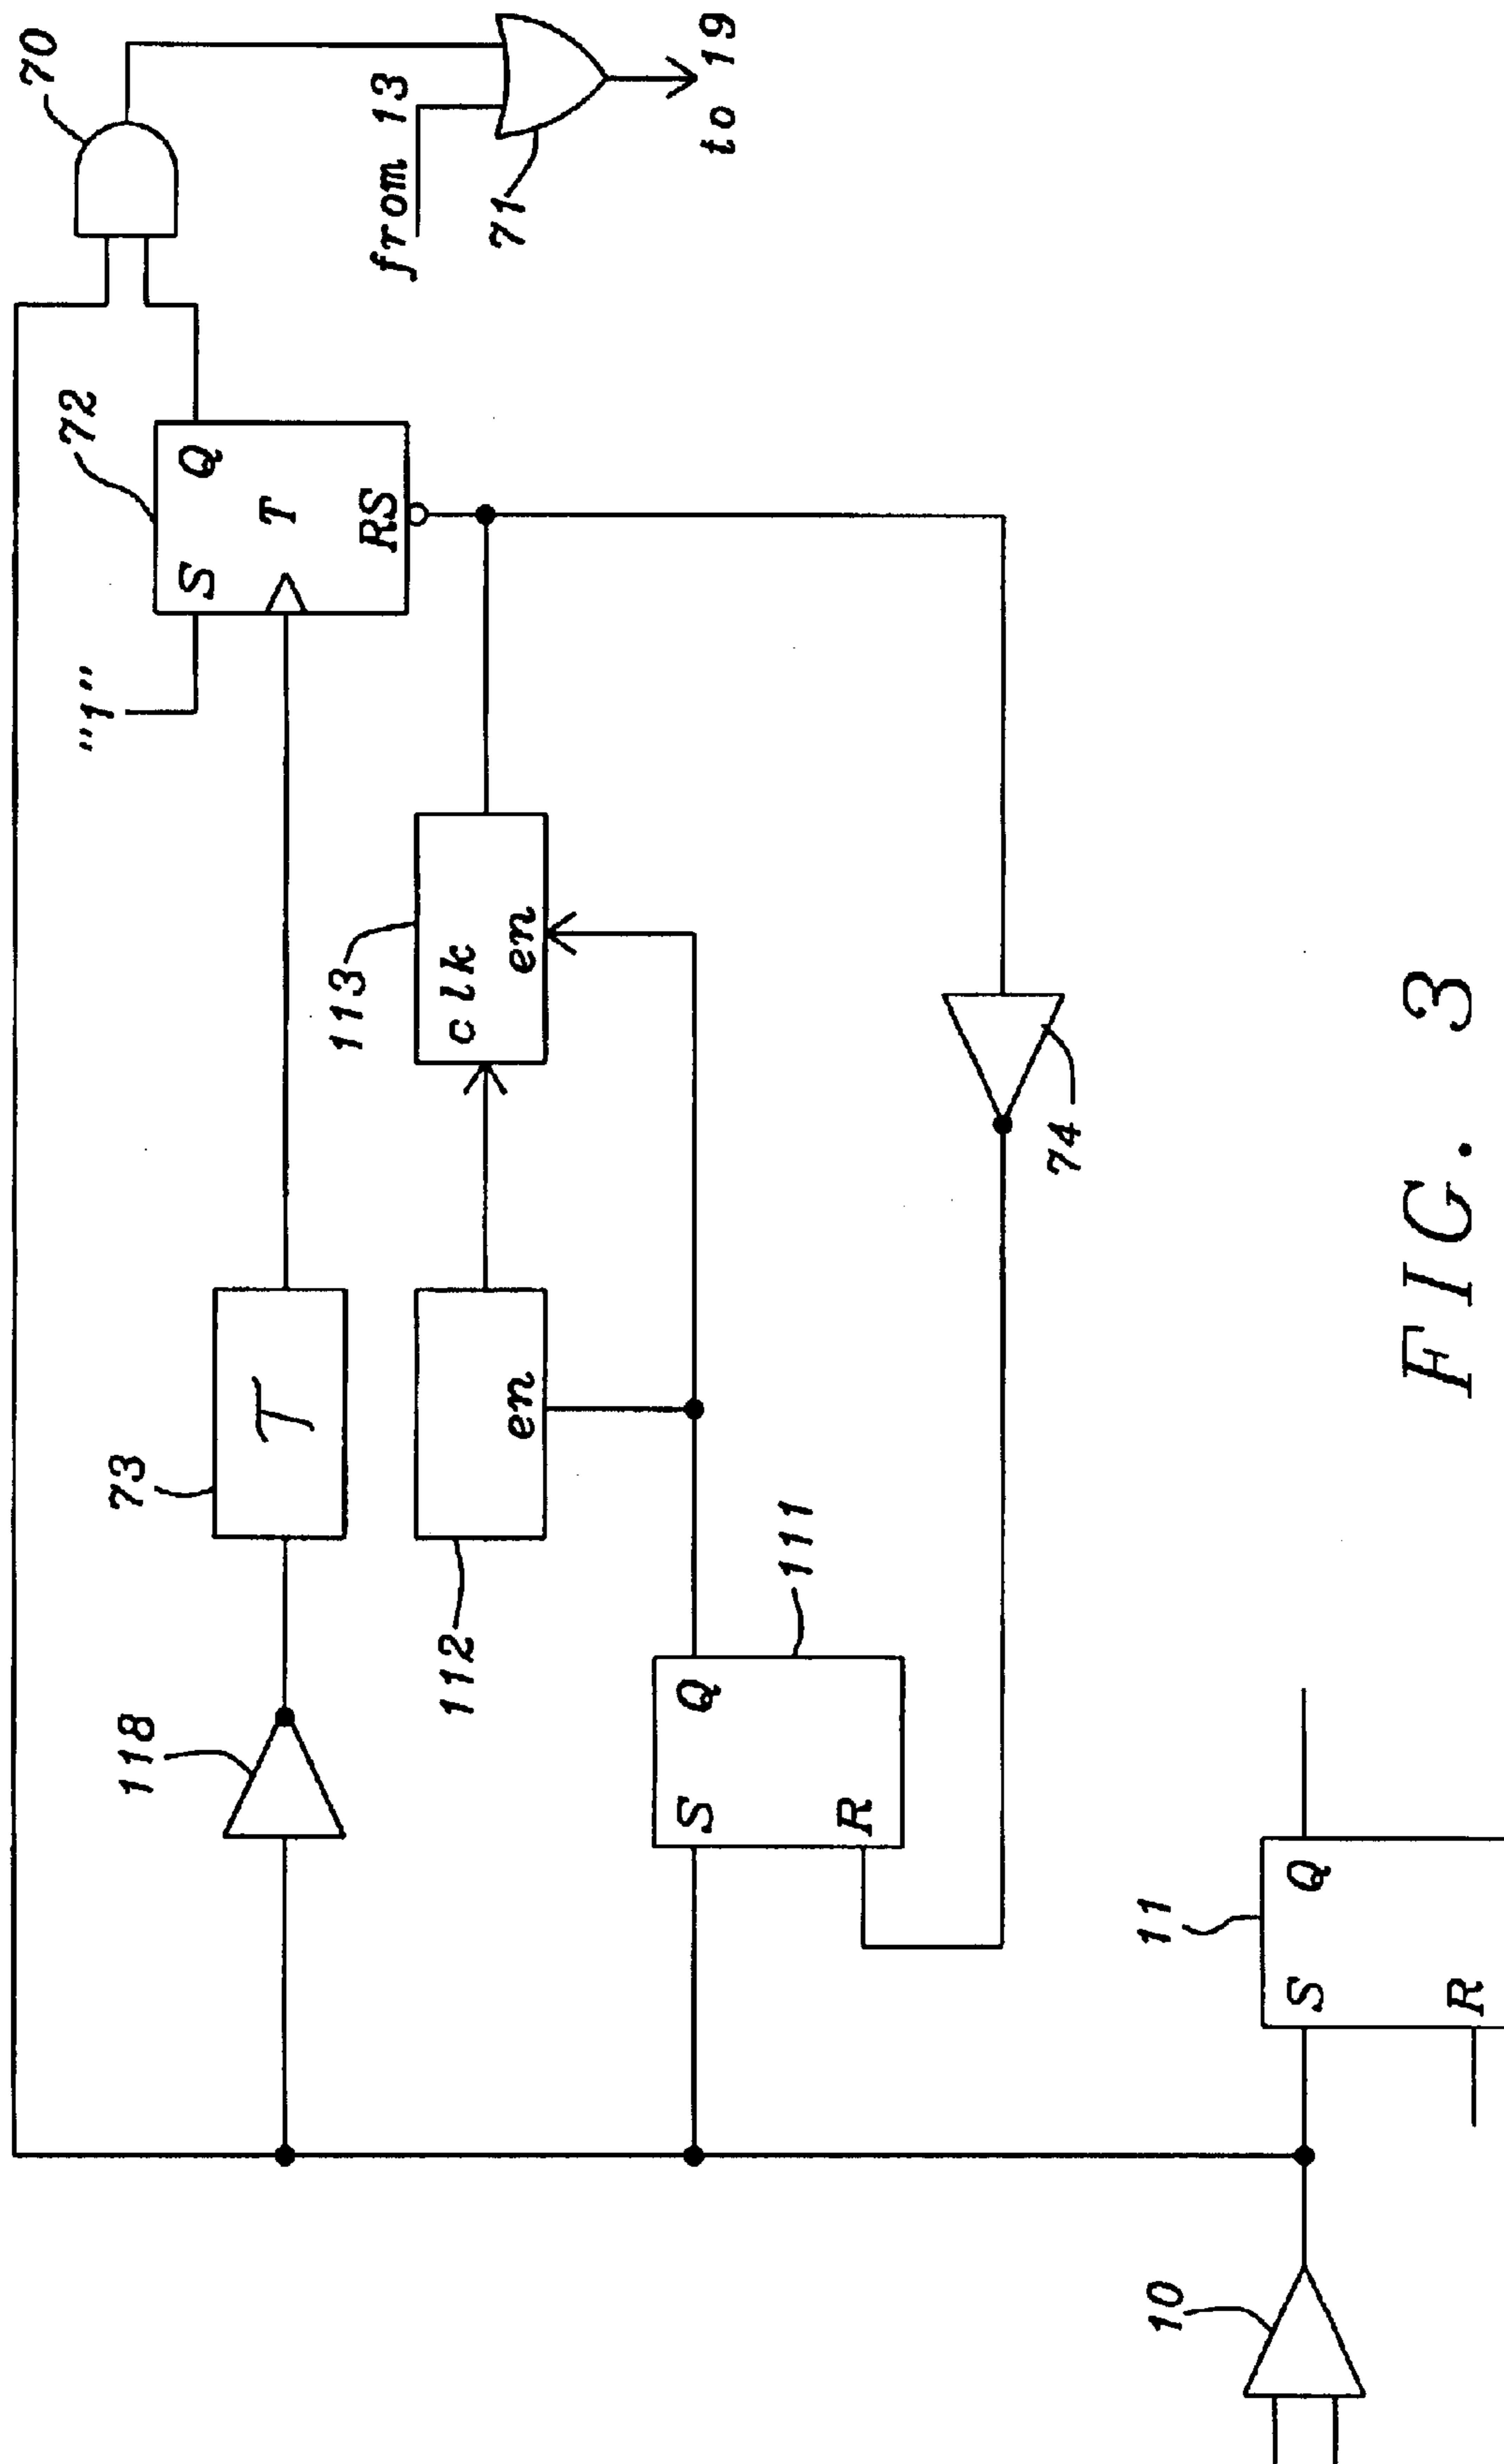 70
from 13
71
to 19
72
"1"
S
Q
T
RS
113
clk
en
73
T
112
en
118
111
S
Q
R
74
11
S
Q
R
10
FIG. 3